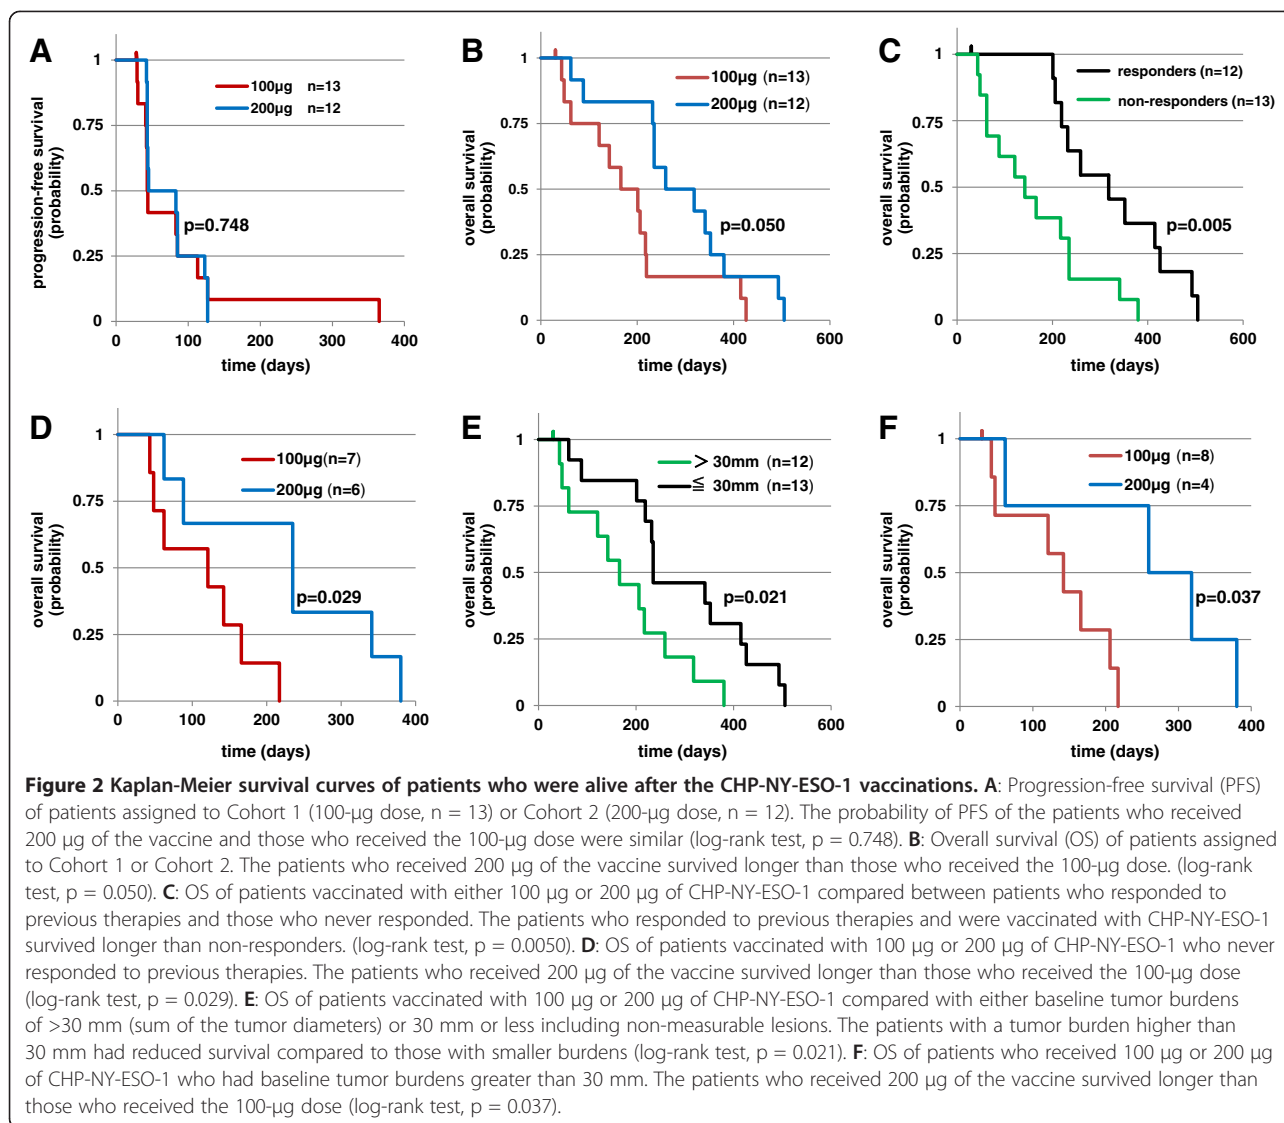 A
progression-free survival
(probability)
1
0.75
0.5
0.25
0
0 100 200 300 400
time (days)
100µg n=13
200µg n=12
p=0.748
B
overall survival
(probability)
1
0.75
0.5
0.25
0
0 200 400 600
time (days)
100µg (n=13)
200µg (n=12)
p=0.050
C
overall survival
(probability)
1
0.75
0.5
0.25
0
0 200 400 600
time (days)
responders (n=12)
non-responders (n=13)
p=0.005
D
overall survival
(probability)
1
0.75
0.5
0.25
0
0 100 200 300 400
time (days)
100µg(n=7)
200µg (n=6)
p=0.029
E
overall survival
(probability)
1
0.75
0.5
0.25
0
0 200 400 600
time (days)
＞ 30mm (n=12)
≦ 30mm (n=13)
p=0.021
F
overall survival
(probability)
1
0.75
0.5
0.25
0
0 100 200 300 400
time (days)
100µg (n=8)
200µg (n=4)
p=0.037
Figure 2 Kaplan-Meier survival curves of patients who were alive after the CHP-NY-ESO-1 vaccinations. A: Progression-free survival (PFS)
of patients assigned to Cohort 1 (100-µg dose, n = 13) or Cohort 2 (200-µg dose, n = 12). The probability of PFS of the patients who received
200 µg of the vaccine and those who received the 100-µg dose were similar (log-rank test, p = 0.748). B: Overall survival (OS) of patients assigned
to Cohort 1 or Cohort 2. The patients who received 200 µg of the vaccine survived longer than those who received the 100-µg dose. (log-rank
test, p = 0.050). C: OS of patients vaccinated with either 100 µg or 200 µg of CHP-NY-ESO-1 compared between patients who responded to
previous therapies and those who never responded. The patients who responded to previous therapies and were vaccinated with CHP-NY-ESO-1
survived longer than non-responders. (log-rank test, p = 0.0050). D: OS of patients vaccinated with 100 µg or 200 µg of CHP-NY-ESO-1 who never
responded to previous therapies. The patients who received 200 µg of the vaccine survived longer than those who received the 100-µg dose
(log-rank test, p = 0.029). E: OS of patients vaccinated with 100 µg or 200 µg of CHP-NY-ESO-1 compared with either baseline tumor burdens
of >30 mm (sum of the tumor diameters) or 30 mm or less including non-measurable lesions. The patients with a tumor burden higher than
30 mm had reduced survival compared to those with smaller burdens (log-rank test, p = 0.021). F: OS of patients who received 100 µg or 200 µg
of CHP-NY-ESO-1 who had baseline tumor burdens greater than 30 mm. The patients who received 200 µg of the vaccine survived longer than
those who received the 100-µg dose (log-rank test, p = 0.037).